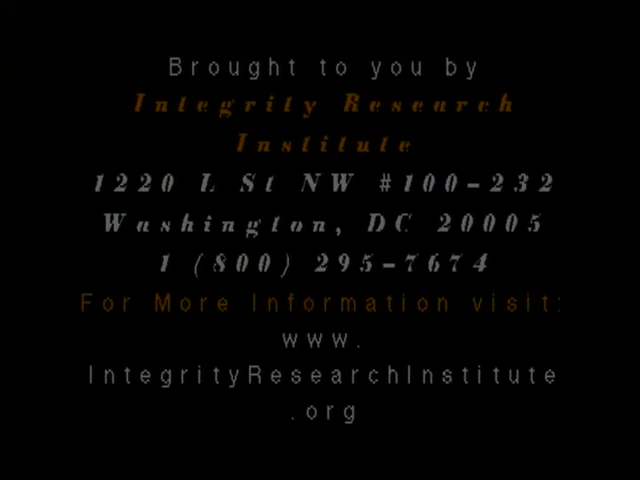 Brought to you by
Integrity Research
Institute
1220 L St NW #100-232
Washington, DC 20005
1 (800) 295-7674
For More Information visit:
www.
IntegrityResearchInstitute
.org